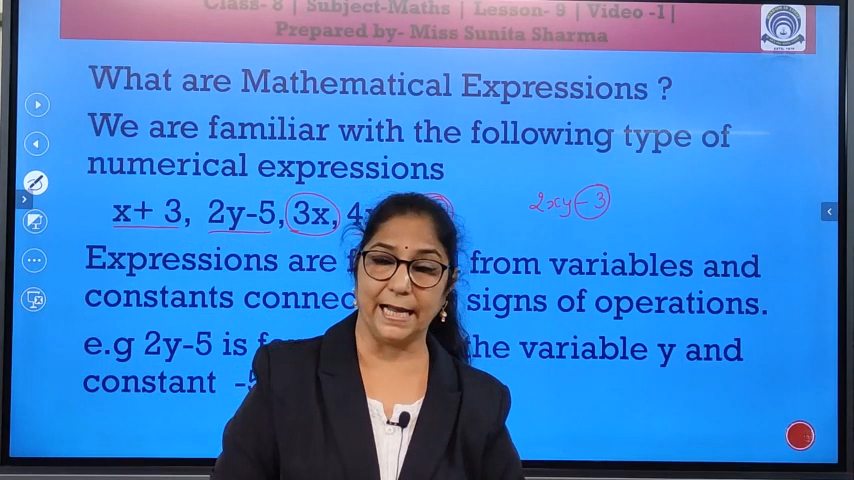 Class- 8 | Subject-Maths | Lesson- 9 | Video -1 |
Prepared by- Miss Sunita Sharma
What are Mathematical Expressions ?
We are familiar with the following type of
numerical expressions
x+ 3, 2y-5, 3x, 4
2xy - 3
Expressions are from variables and
constants signs of operations.
e.g 2y-5 is the variable y and
constant